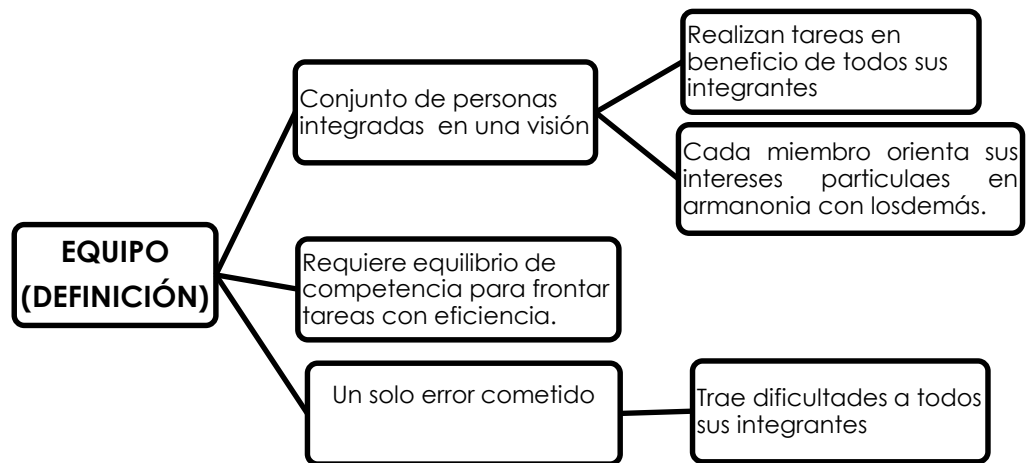 EQUIPO
(DEFINICIÓN)
Conjunto de personas
integradas en una visión
Realizan tareas en
beneficio de todos sus
integrantes
Cada miembro orienta sus
intereses particulaes en
armanonia con losdemás.
Requiere equilibrio de
competencia para frontar
tareas con eficiencia.
Un solo error cometido
Trae dificultades a todos
sus integrantes